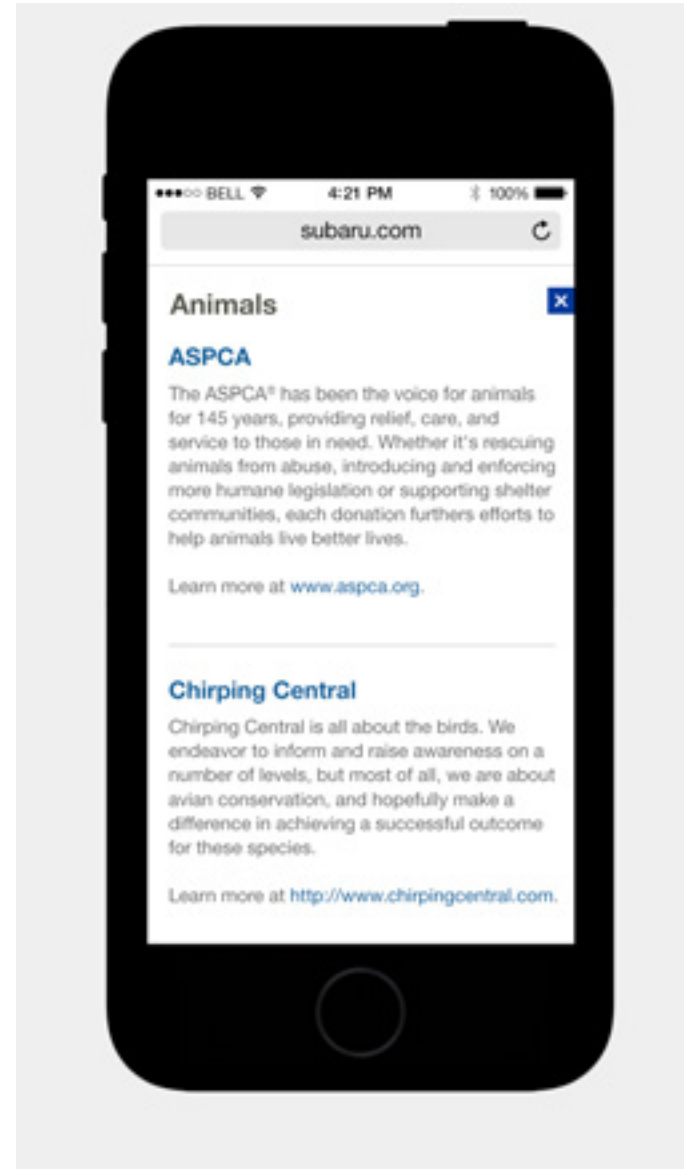 BELL 4:21 PM 100%
subaru.com
Animals
ASPCA
The ASPCA® has been the voice for animals
for 145 years, providing relief, care, and
service to those in need. Whether it's rescuing
animals from abuse, introducing and enforcing
more humane legislation or supporting shelter
communities, each donation furthers efforts to
help animals live better lives.
Learn more at www.aspca.org.
Chirping Central
Chirping Central is all about the birds. We
endeavor to inform and raise awareness on a
number of levels, but most of all, we are about
avian conservation, and hopefully make a
difference in achieving a successful outcome
for these species.
Learn more at http://www.chirpingcentral.com.